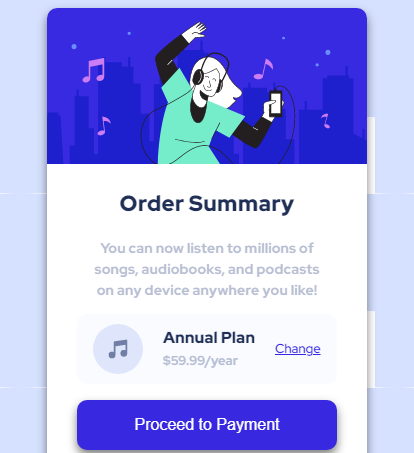 Order Summary
You can now listen to millions of
songs, audiobooks, and podcasts
on any device anywhere you like!
Annual Plan
$59.99/year
Change
Proceed to Payment